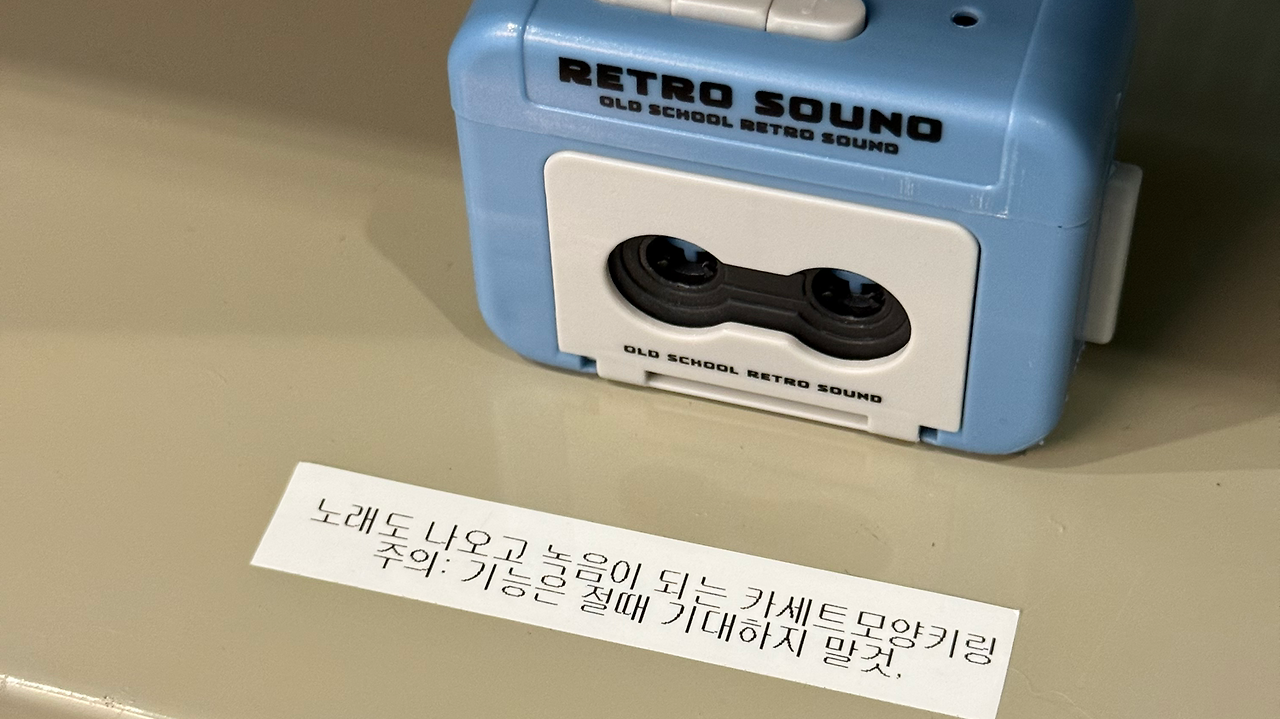 RETRO SOUND
OLD SCHOOL RETRO SOUND
OLD SCHOOL RETRO SOUND
노래도 나오고 녹음이 되는 카세트모양키링
주의: 기능은 절때 기대하지 말것,